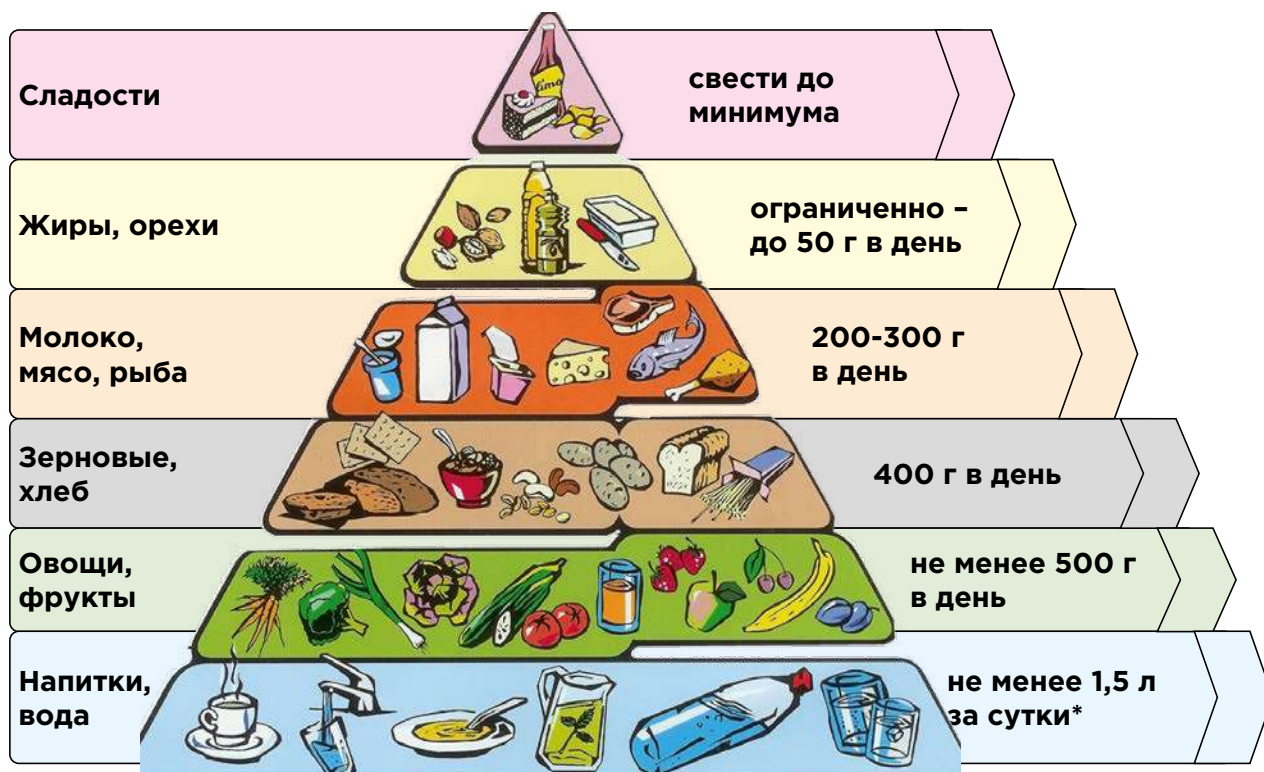 Сладости
свести до
минимума
Жиры, орехи
ограниченно –
до 50 г в день
Молоко,
мясо, рыба
200-300 г
в день
Зерновые,
хлеб
400 г в день
Овощи,
фрукты
не менее 500 г
в день
Напитки,
вода
не менее 1,5 л
за сутки*